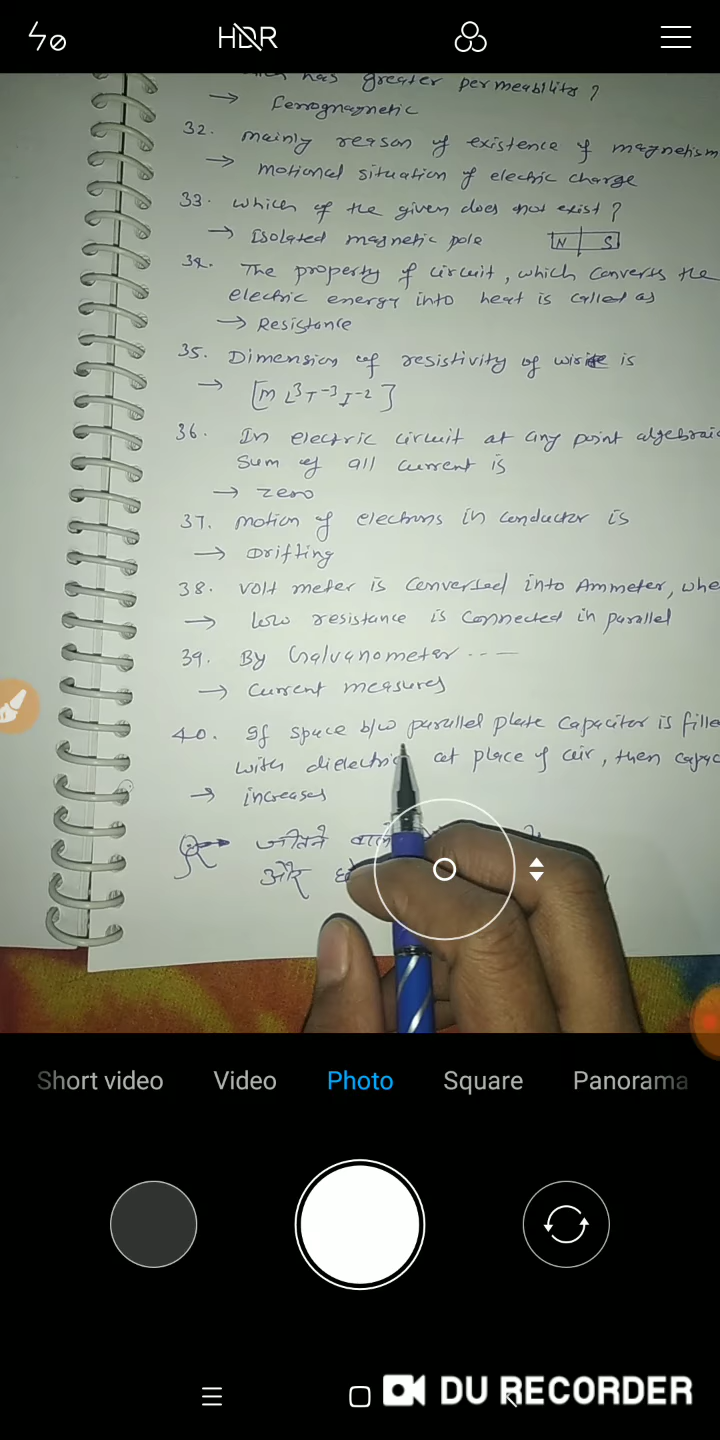 HDR
has greater permeability?
→ Ferrognagnetic
32. mainly reason of existence of magnetism
→ motional situation of electric charge
33. which of the given does not exist?
→ Isolated magnetic pole N S
34. The property of circuit, which converts the
electric energy into heat is called as
→ Resistance
35. Dimension of resistivity of wire is
→ [M L³ T⁻³ I⁻²]
36. In electric circuit at any point algebraic
sum of all current is
→ zero
37. motion of electrons in conductor is
→ Drifting
38. volt meter is conversed into Ammeter, whe
→ low resistance is connected in parallel
39. By Galvanometer ----
→ Current measures
40. If space b/w parallel plate capacitor is fille
with dielectric at place of air, then capac
→ increases
जीतने वाले
और
Short video Video Photo Square Panorama
DU RECORDER